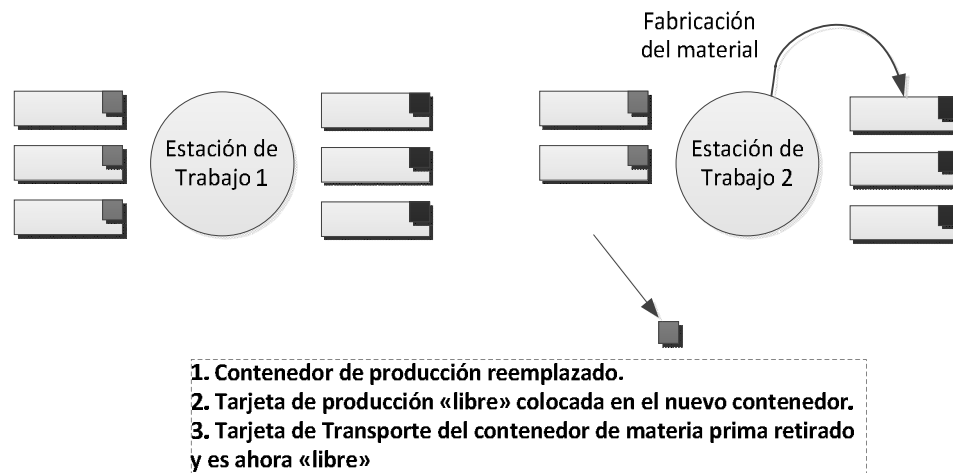 Fabricación
del material
Estación de
Trabajo 1
Estación de
Trabajo 2
1. Contenedor de producción reemplazado.
2. Tarjeta de producción «libre» colocada en el nuevo contenedor.
3. Tarjeta de Transporte del contenedor de materia prima retirado
y es ahora «libre»